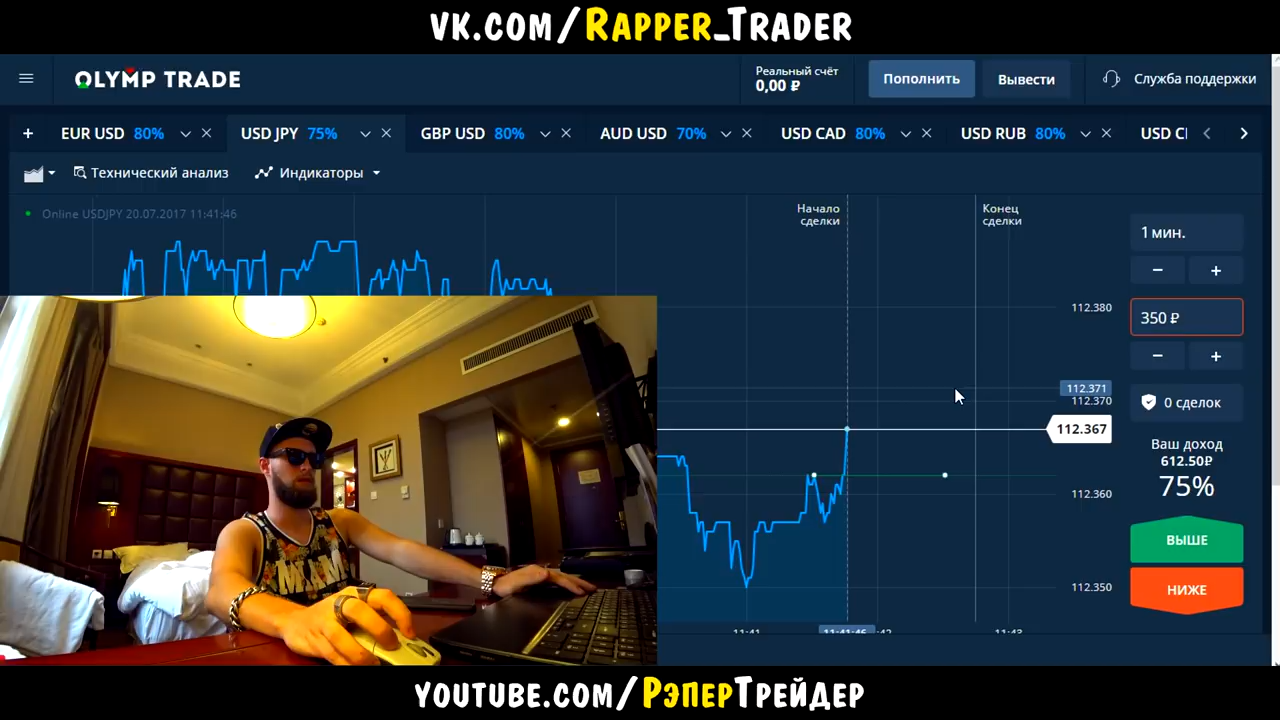 vk.com/Rapper_Trader
OLYMP TRADE
Реальный счёт
0,00 ₽
Пополнить
Вывести
Служба поддержки
+ EUR USD 80% USD JPY 75% GBP USD 80% AUD USD 70% USD CAD 80% USD RUB 80% USD C
Технический анализ
Индикаторы
Online USDJPY 20.07.2017 11:41:46
Начало
сделки
Конец
сделки
1 мин.
− +
112.380
350 ₽
− +
112.371
112.370
0 сделок
112.367
Ваш доход
612.50₽
75%
112.360
ВЫШЕ
112.350
НИЖЕ
11:41
11:41:46
:42
11:43
youtube.com/РэперТрейдер